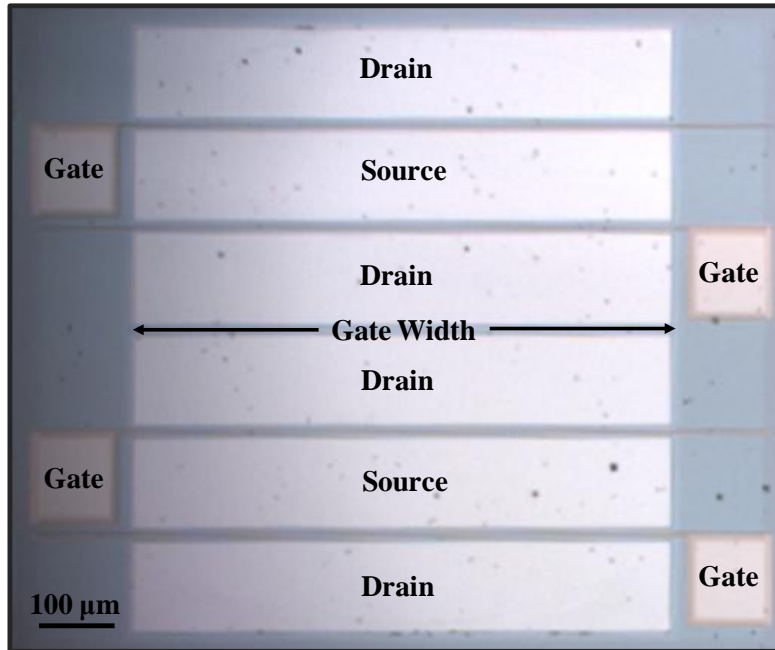 Drain
Gate
Source
Drain
Gate
Gate Width
Drain
Gate
Source
Drain
Gate
100 µm